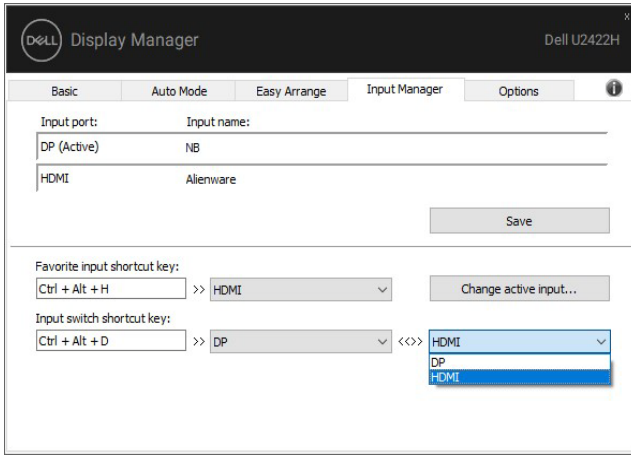 DELL Display Manager
Dell U2422H
x
Basic Auto Mode Easy Arrange Input Manager Options i
Input port: Input name:
DP (Active) NB
HDMI Alienware
Save
Favorite input shortcut key:
Ctrl + Alt + H >> HDMI Change active input...
Input switch shortcut key:
Ctrl + Alt + D >> DP <<>> HDMI
DP
HDMI